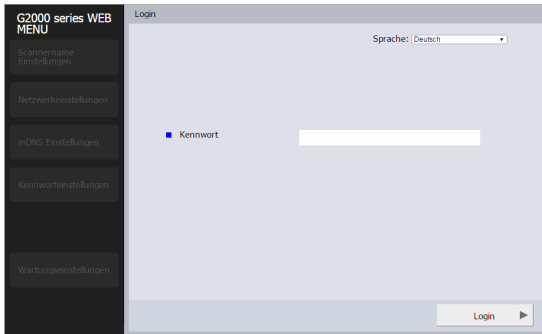 G2000 series WEB
MENU
Scannername
Einstellungen
Netzwerkeinstellungen
mDNS Einstellungen
Kennworteinstellungen
Wartungseinstellungen
Login
Sprache: Deutsch
Kennwort
Login